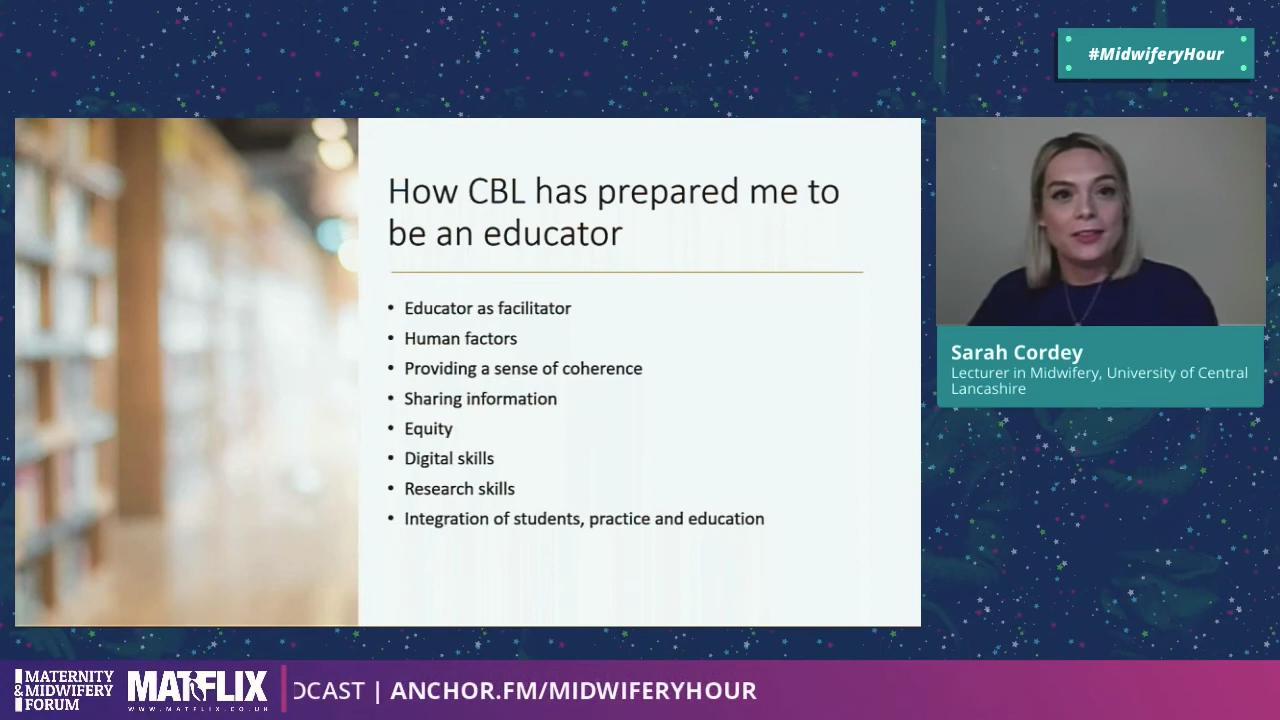 #MidwiferyHour
How CBL has prepared me to
be an educator
• Educator as facilitator
• Human factors
• Providing a sense of coherence
• Sharing information
• Equity
• Digital skills
• Research skills
• Integration of students, practice and education
Sarah Cordey
Lecturer in Midwifery, University of Central
Lancashire
MATERNITY
&MIDWIFERY
FORUM
MATFLIX
WWW.MATFLIX.CO.UK
DCAST | ANCHOR.FM/MIDWIFERYHOUR